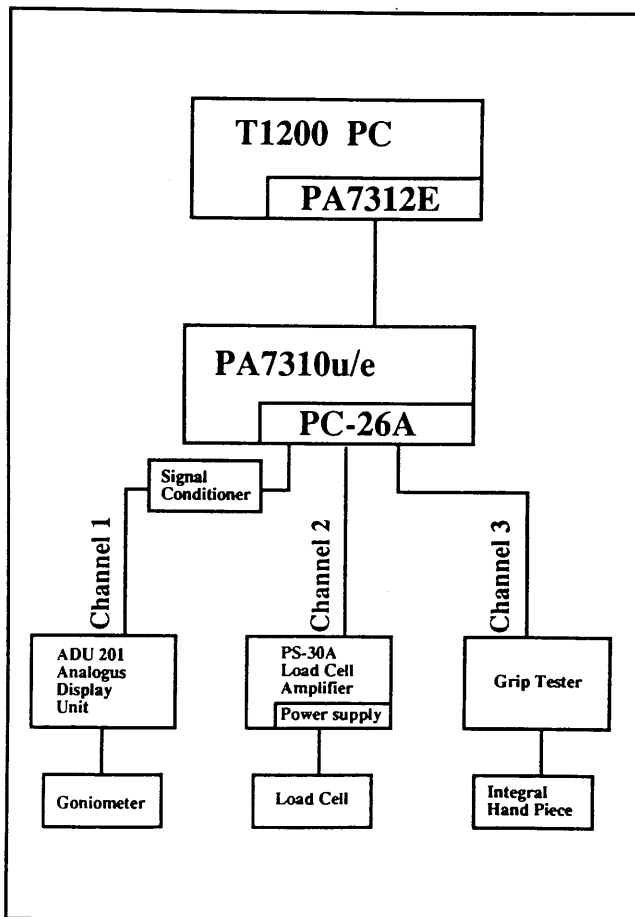 T1200 PC
PA7312E
PA7310u/e
PC-26A
Signal
Conditioner
Channel 1
Channel 2
Channel 3
ADU 201
Analogus
Display
Unit
PS-30A
Load Cell
Amplifier
Power supply
Grip Tester
Goniometer
Load Cell
Integral
Hand Piece